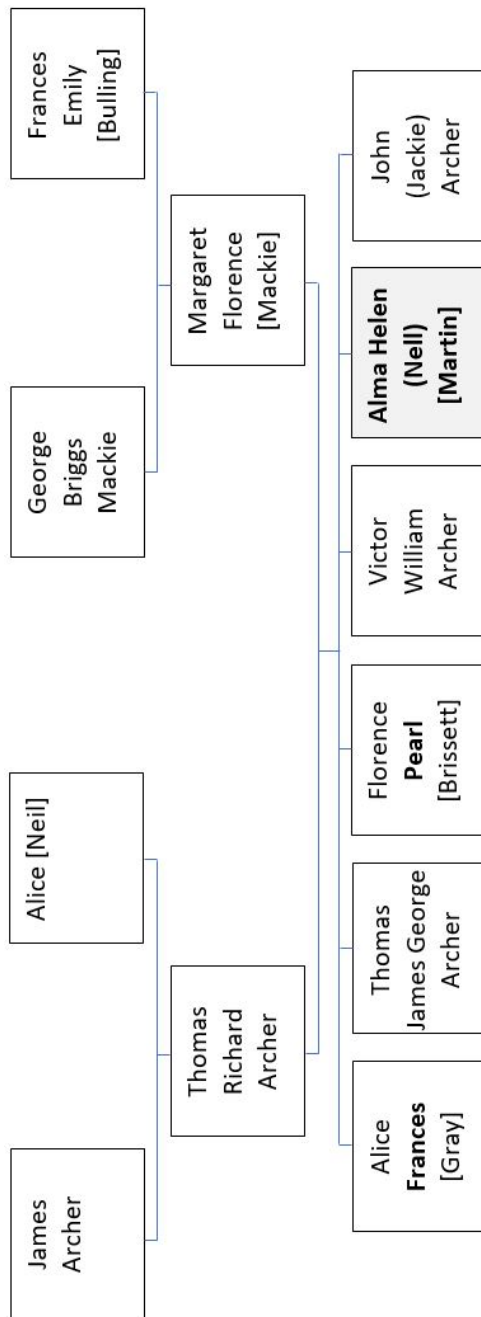 James
Archer
Alice [Neil]
George
Briggs
Mackie
Frances
Emily
[Bulling]
Thomas
Richard
Archer
Margaret
Florence
[Mackie]
Alice
Frances
[Gray]
Thomas
James George
Archer
Florence
Pearl
[Brissett]
Victor
William
Archer
Alma Helen
(Nell)
[Martin]
John
(Jackie)
Archer